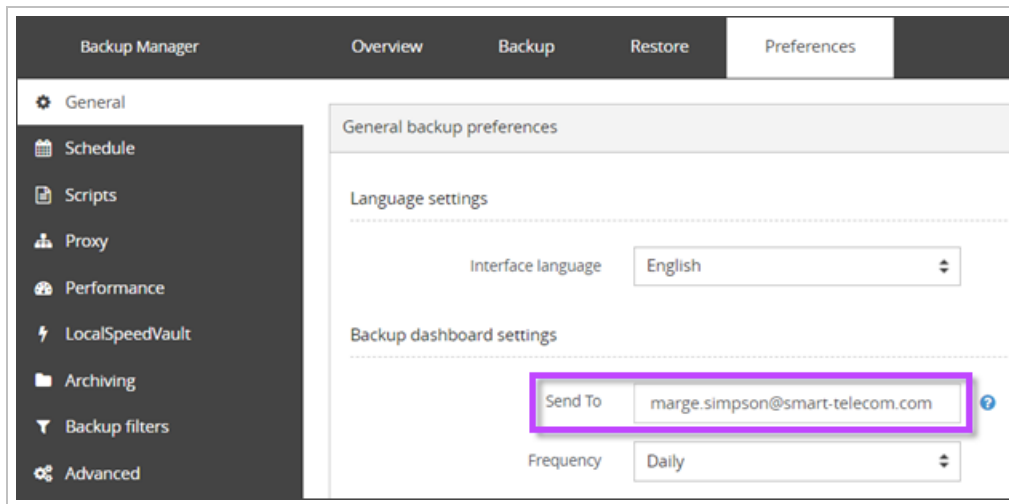 Backup Manager Overview Backup Restore Preferences
General
Schedule
Scripts
Proxy
Performance
LocalSpeedVault
Archiving
Backup filters
Advanced
General backup preferences
Language settings
Interface language English
Backup dashboard settings
Send To marge.simpson@smart-telecom.com ?
Frequency Daily